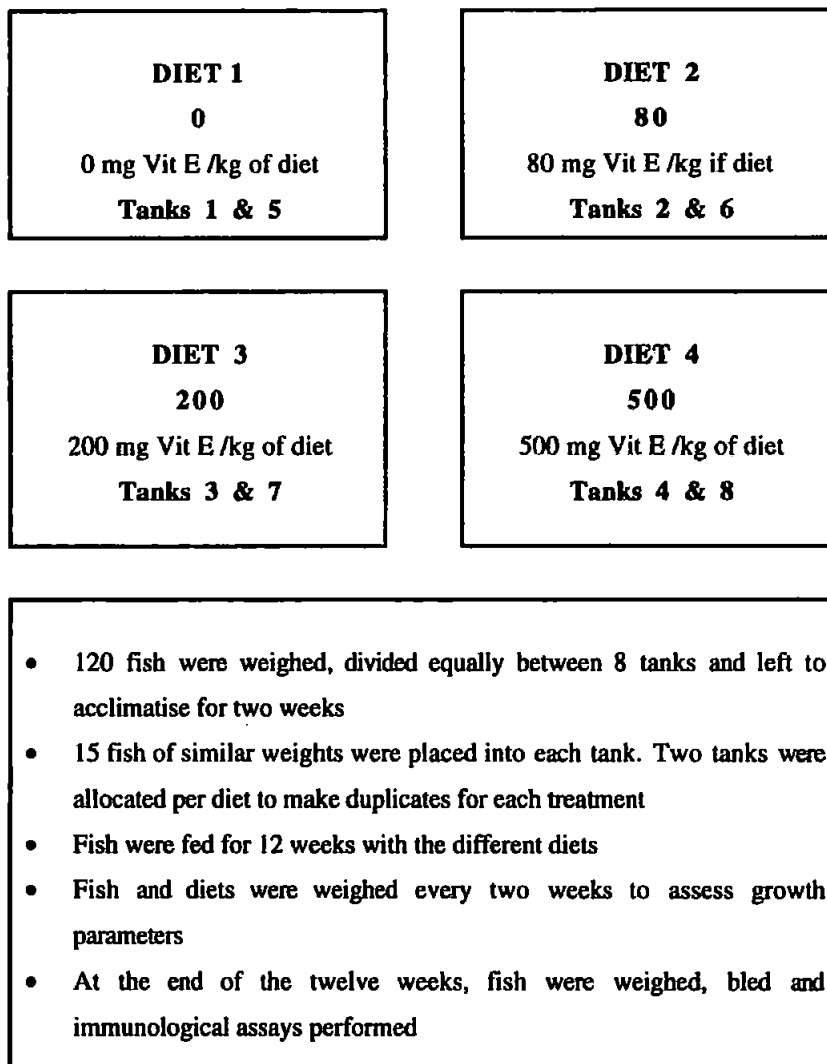 DIET 1
0
0 mg Vit E /kg of diet
Tanks 1 & 5
DIET 2
80
80 mg Vit E /kg if diet
Tanks 2 & 6
DIET 3
200
200 mg Vit E /kg of diet
Tanks 3 & 7
DIET 4
500
500 mg Vit E /kg of diet
Tanks 4 & 8
• 120 fish were weighed, divided equally between 8 tanks and left to
acclimatise for two weeks
• 15 fish of similar weights were placed into each tank. Two tanks were
allocated per diet to make duplicates for each treatment
• Fish were fed for 12 weeks with the different diets
• Fish and diets were weighed every two weeks to assess growth
parameters
• At the end of the twelve weeks, fish were weighed, bled and
immunological assays performed